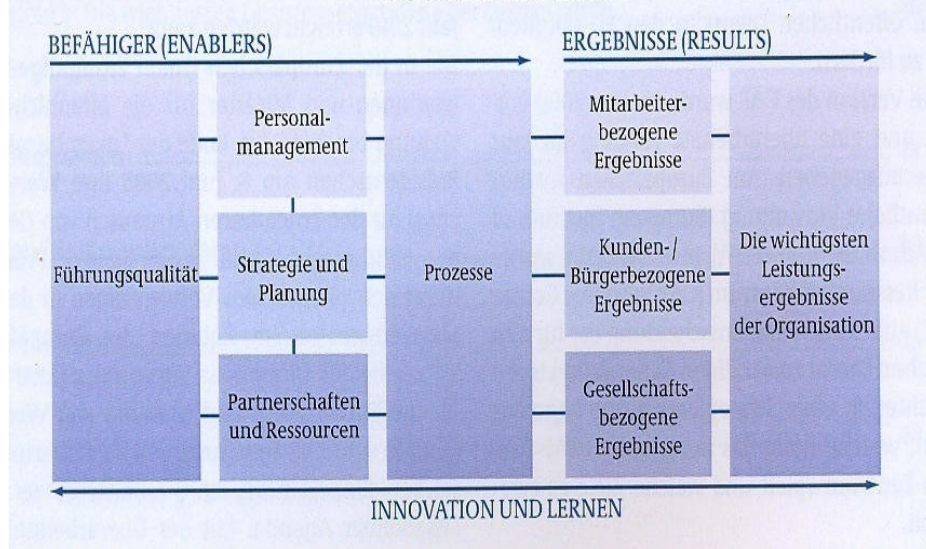 BEFÄHIGER (ENABLERS)
ERGEBNISSE (RESULTS)
Personal-
management
Mitarbeiter-
bezogene
Ergebnisse
Führungsqualität
Strategie und
Planung
Prozesse
Kunden-/
Bürgerbezogene
Ergebnisse
Die wichtigsten
Leistungs-
ergebnisse
der Organisation
Partnerschaften
und Ressourcen
Gesellschafts-
bezogene
Ergebnisse
INNOVATION UND LERNEN